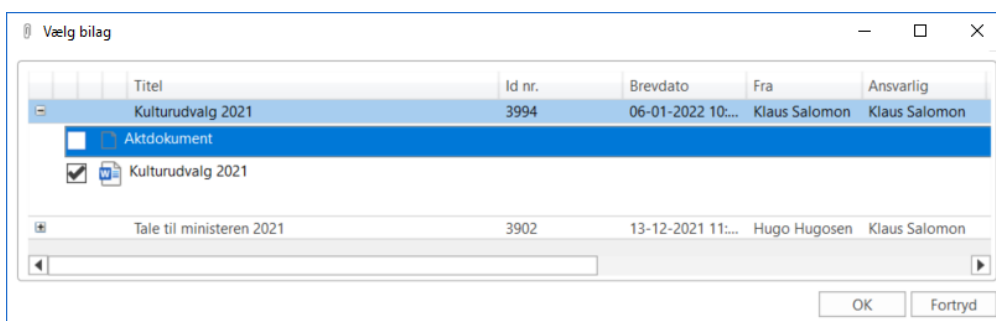 Vælg bilag
Titel Id nr. Brevdato Fra Ansvarlig
Kulturudvalg 2021 3994 06-01-2022 10:... Klaus Salomon Klaus Salomon
Aktdokument
Kulturudvalg 2021
Tale til ministeren 2021 3902 13-12-2021 11:... Hugo Hugosen Klaus Salomon
OK Fortryd